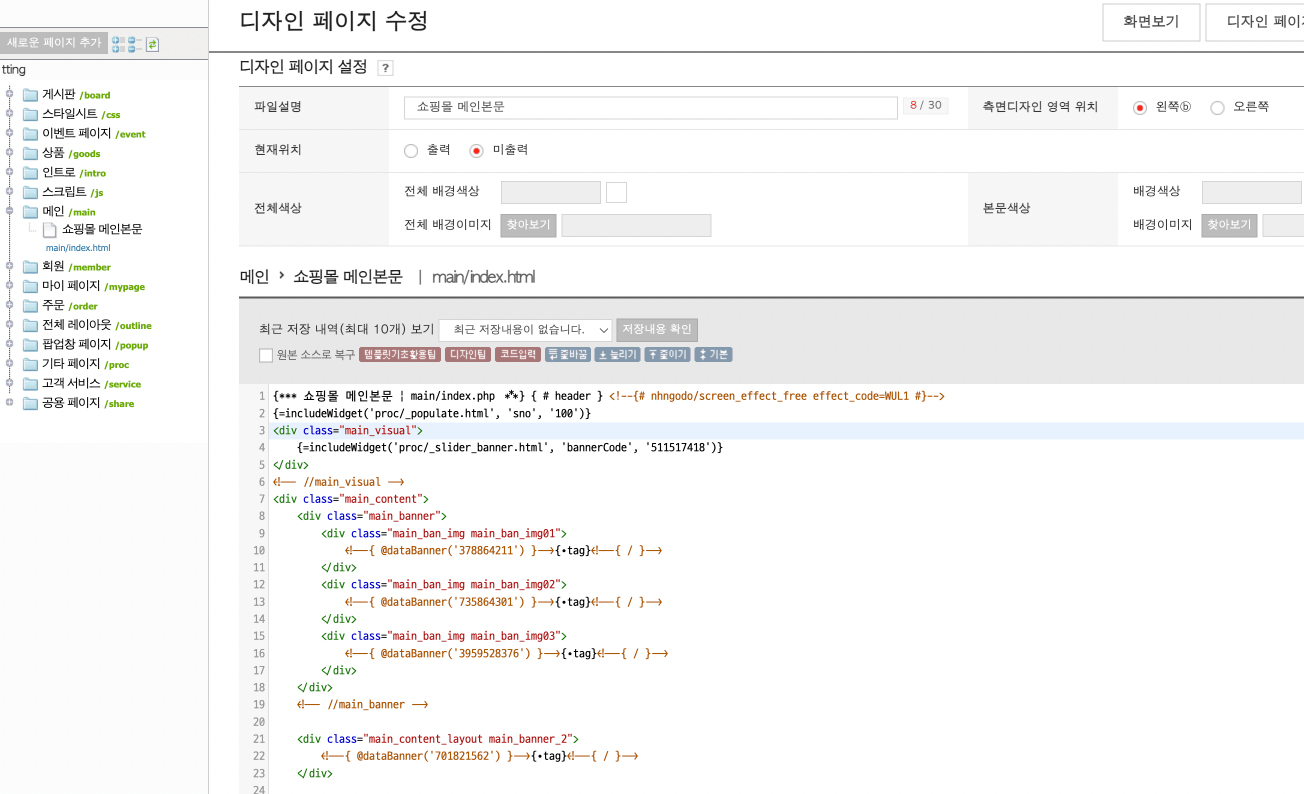 디자인 페이지 수정
화면보기
디자인 페이지
새로운 페이지 추가
tting
게시판 /board
스타일시트 /css
이벤트 페이지 /event
상품 /goods
인트로 /intro
스크립트 /js
메인 /main
쇼핑몰 메인본문
main/index.html
회원 /member
마이 페이지 /mypage
주문 /order
전체 레이아웃 /outline
팝업창 페이지 /popup
기타 페이지 /proc
고객 서비스 /service
공용 페이지 /share
디자인 페이지 설정 ?
파일설명 쇼핑몰 메인본문 8 / 30 측면디자인 영역 위치 왼쪽ⓑ 오른쪽
현재위치 출력 미출력
전체색상 전체 배경색상
전체 배경이미지 찾아보기
본문색상 배경색상
배경이미지 찾아보기
메인 › 쇼핑몰 메인본문 | main/index.html
최근 저장 내역(최대 10개) 보기 최근 저장내용이 없습니다. 저장내용 확인
원본 소스로 복구 템플릿기초활용팁 디자인팁 코드입력 줄바꿈 늘리기 줄이기 기본
1 {*** 쇼핑몰 메인본문 | main/index.php ***} { # header } <!--{# nhngodo/screen_effect_free effect_code=WUL1 #}-->
2 {=includeWidget('proc/_populate.html', 'sno', '100')}
3 <div class="main_visual">
4 {=includeWidget('proc/_slider_banner.html', 'bannerCode', '511517418')}
5 </div>
6 <!-- //main_visual -->
7 <div class="main_content">
8 <div class="main_banner">
9 <div class="main_ban_img main_ban_img01">
10 <!--{ @dataBanner('378864211') }-->{.tag}<!--{ / }-->
11 </div>
12 <div class="main_ban_img main_ban_img02">
13 <!--{ @dataBanner('735864301') }-->{.tag}<!--{ / }-->
14 </div>
15 <div class="main_ban_img main_ban_img03">
16 <!--{ @dataBanner('3959528376') }-->{.tag}<!--{ / }-->
17 </div>
18 </div>
19 <!-- //main_banner -->
20
21 <div class="main_content_layout main_banner_2">
22 <!--{ @dataBanner('701821562') }-->{.tag}<!--{ / }-->
23 </div>
24